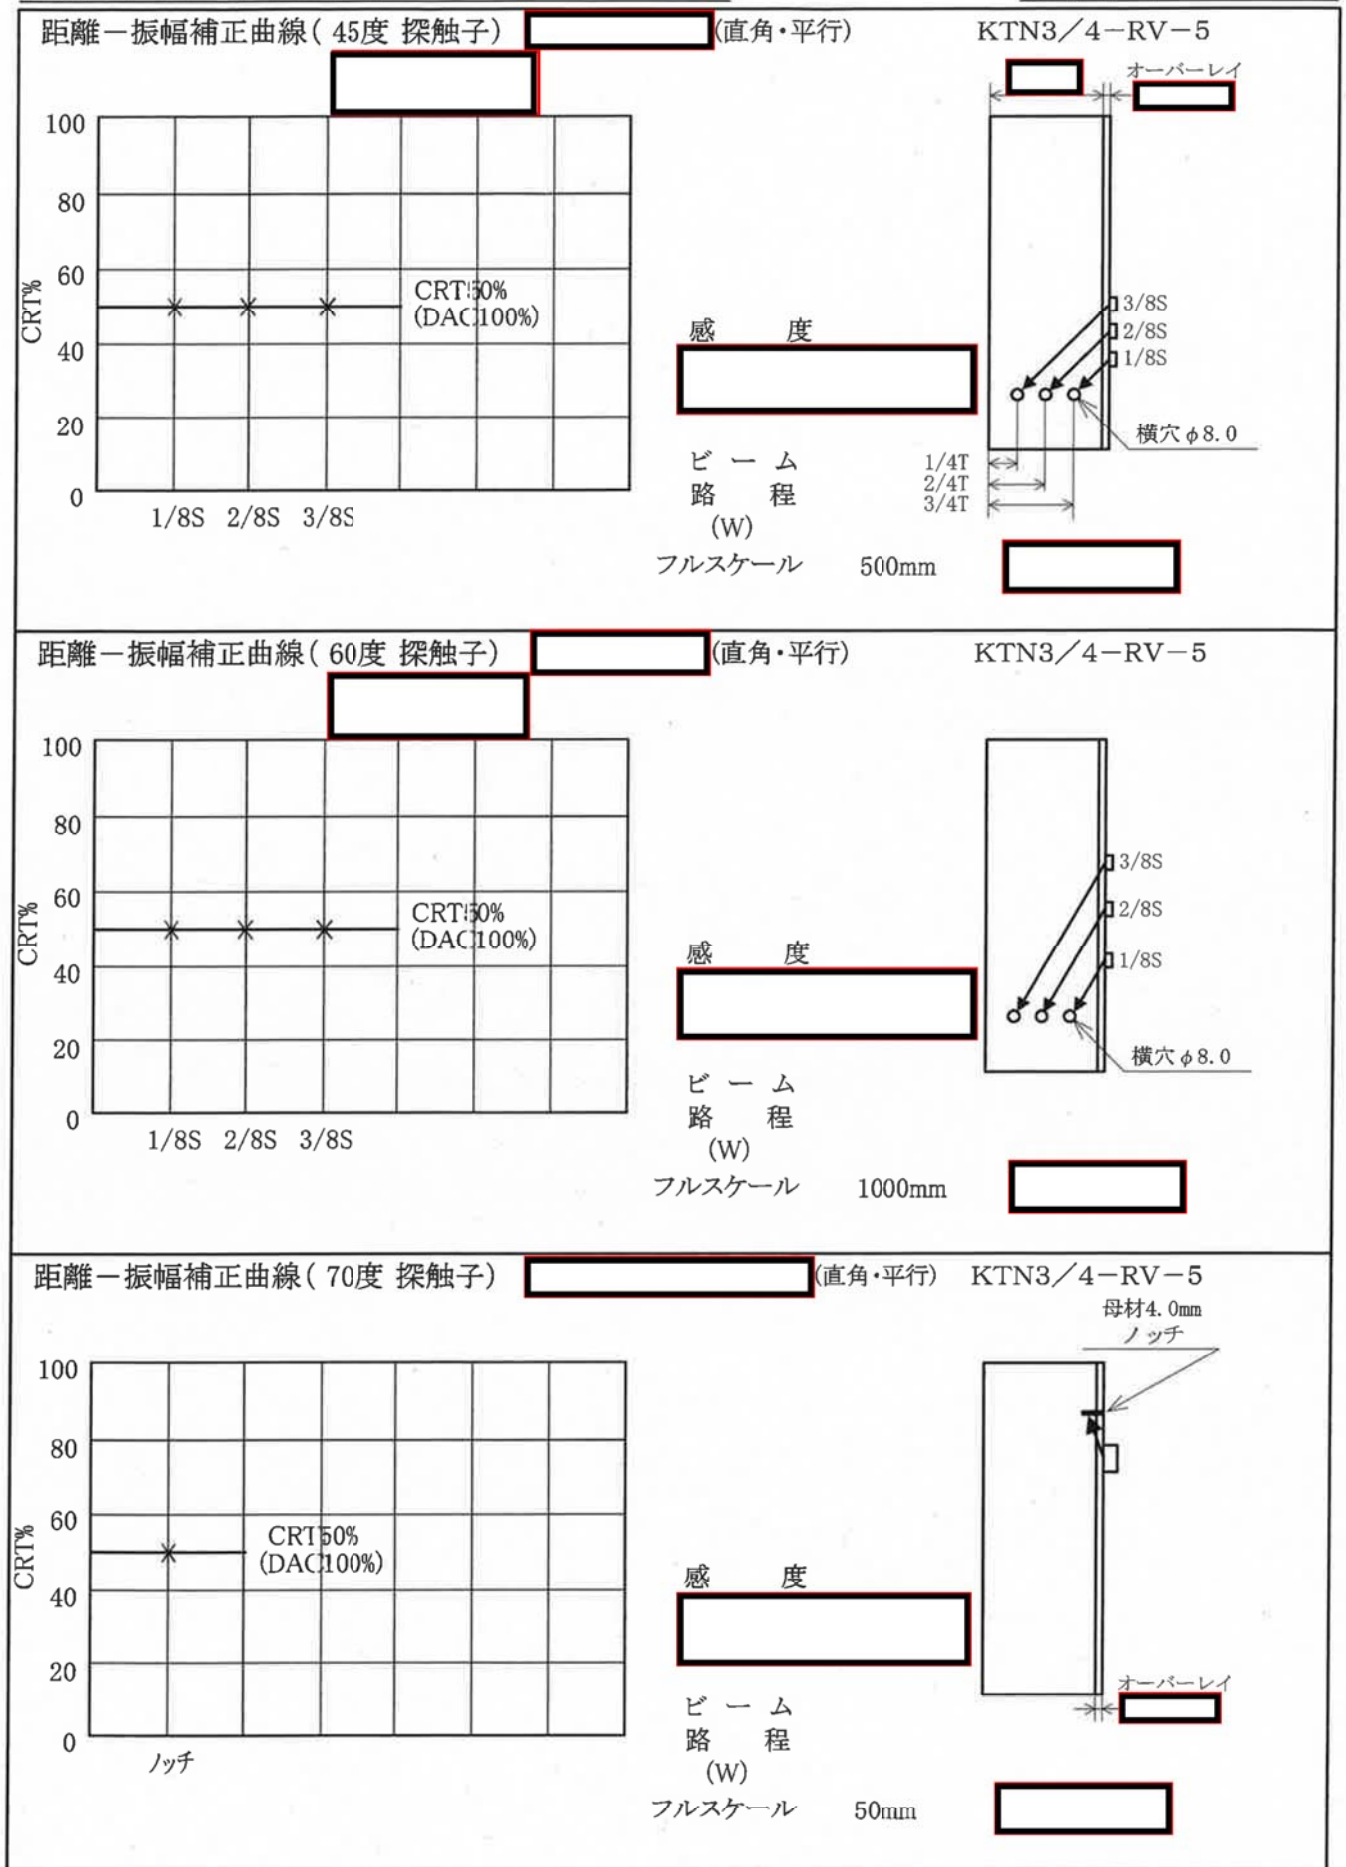 距離－振幅補正曲線( 45度 探触子) (直角・平行) KTN3／4－RV－5
オーバーレイ
100
80
60
40
20
0
CRT%
CRT50%
(DAC100%)
1/8S 2/8S 3/8S
感 度
ビ ー ム
路 程
(W)
フルスケール 500mm
3/8S
2/8S
1/8S
横穴φ8.0
1/4T
2/4T
3/4T
距離－振幅補正曲線( 60度 探触子) (直角・平行) KTN3／4－RV－5
100
80
60
40
20
0
CRT%
CRT50%
(DAC100%)
1/8S 2/8S 3/8S
感 度
ビ ー ム
路 程
(W)
フルスケール 1000mm
3/8S
2/8S
1/8S
横穴φ8.0
距離－振幅補正曲線( 70度 探触子) (直角・平行) KTN3／4－RV－5
母材4.0mm
ノッチ
100
80
60
40
20
0
CRT%
CRT50%
(DAC100%)
ノッチ
感 度
ビ ー ム
路 程
(W)
フルスケール 50mm
オーバーレイ